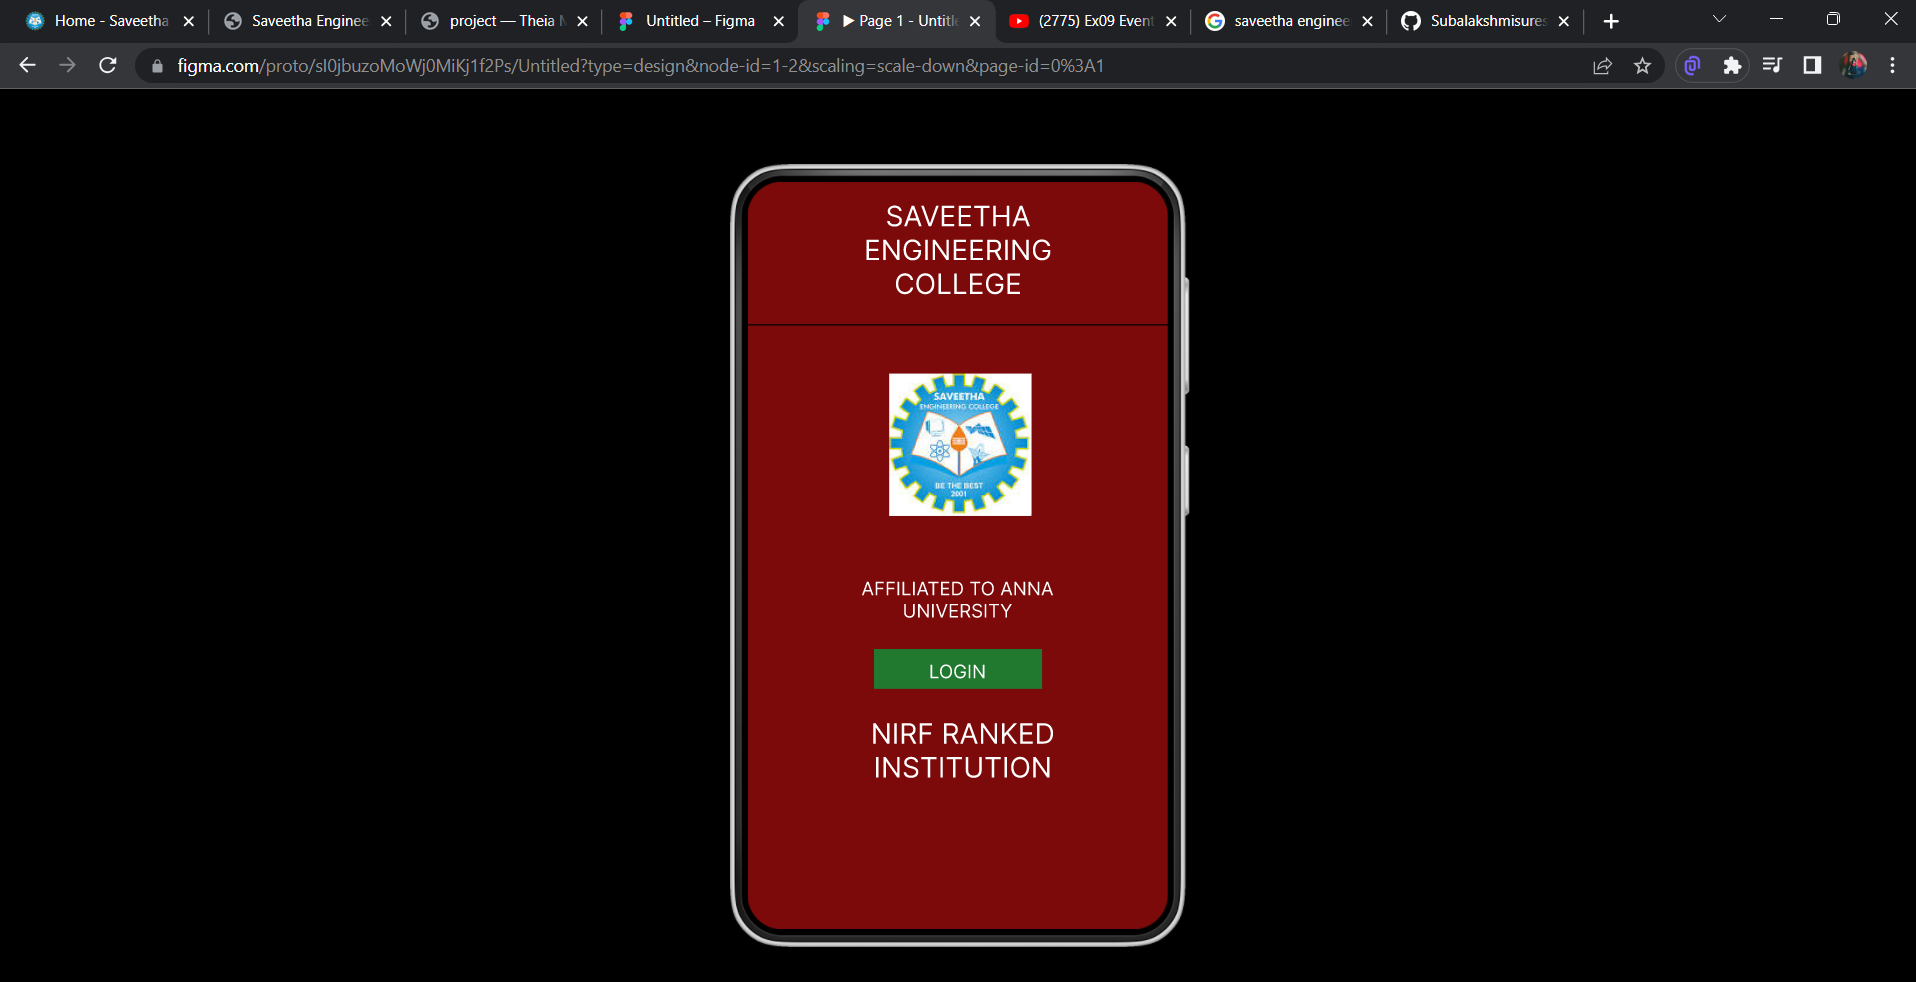 Home - Saveetha
Saveetha Enginee
project — Theia
Untitled – Figma
Page 1 - Untitle
(2775) Ex09 Event
saveetha enginee
Subalakshmisures
figma.com/proto/sI0jbuzoMoWj0MiKj1f2Ps/Untitled?type=design&node-id=1-2&scaling=scale-down&page-id=0%3A1
SAVEETHA
ENGINEERING
COLLEGE
SAVEETHA
ENGINEERING COLLEGE
BE THE BEST
2001
AFFILIATED TO ANNA
UNIVERSITY
LOGIN
NIRF RANKED
INSTITUTION